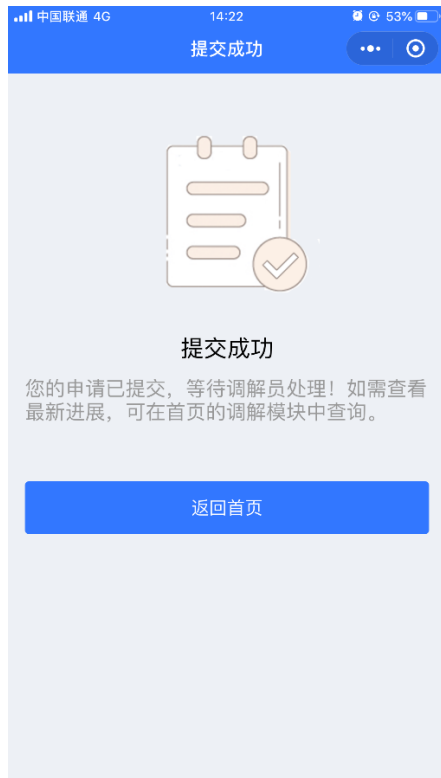 中国联通 4G 14:22 53%
提交成功
提交成功
您的申请已提交，等待调解员处理！如需查看
最新进展，可在首页的调解模块中查询。
返回首页